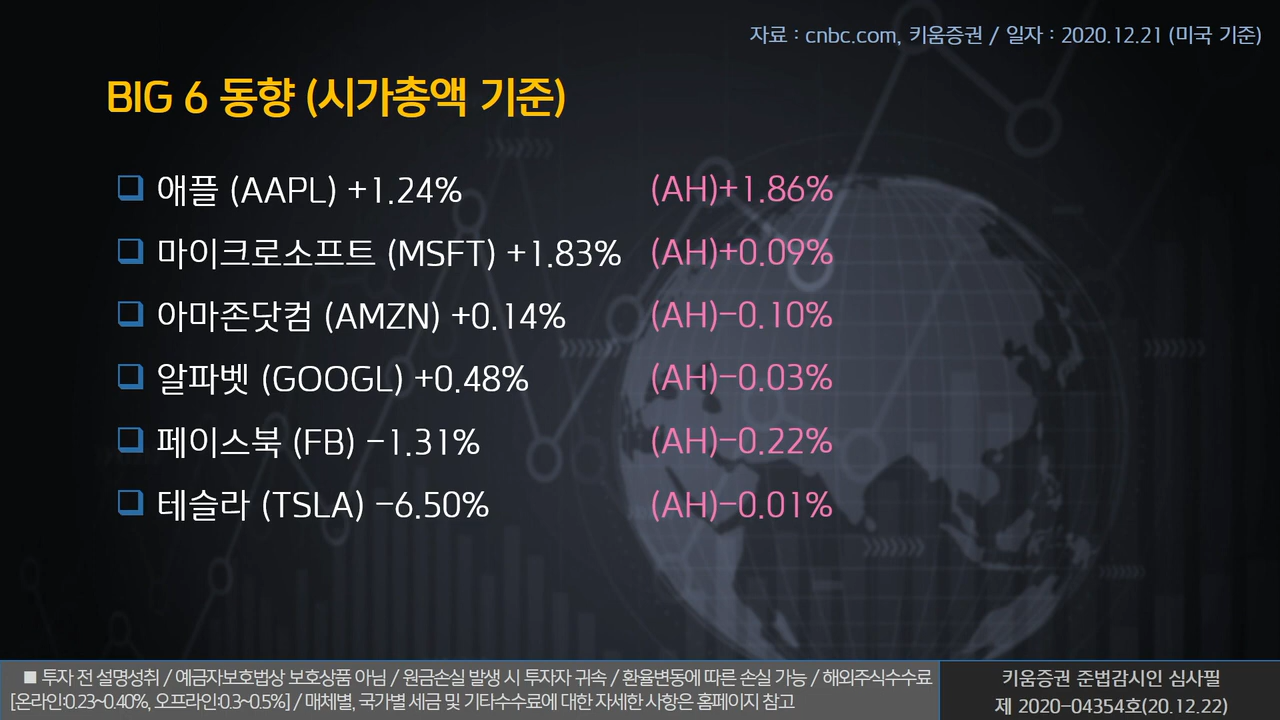 자료 : cnbc.com, 키움증권 / 일자 : 2020.12.21 (미국 기준)
BIG 6 동향 (시가총액 기준)
애플 (AAPL) +1.24% (AH)+1.86%
마이크로소프트 (MSFT) +1.83% (AH)+0.09%
아마존닷컴 (AMZN) +0.14% (AH)-0.10%
알파벳 (GOOGL) +0.48% (AH)-0.03%
페이스북 (FB) -1.31% (AH)-0.22%
테슬라 (TSLA) -6.50% (AH)-0.01%
■ 투자 전 설명성취 / 예금자보호법상 보호상품 아님 / 원금손실 발생 시 투자자 귀속 / 환율변동에 따른 손실 가능 / 해외주식수수료
[온라인:0.23~0.40%, 오프라인:0.3~0.5%] / 매체별, 국가별 세금 및 기타수수료에 대한 자세한 사항은 홈페이지 참고
키움증권 준법감시인 심사필
제 2020-04354호(20.12.22)